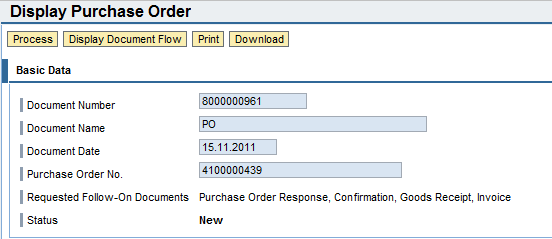 Display Purchase Order
Process Display Document Flow Print Download
Basic Data
Document Number 8000000961
Document Name PO
Document Date 15.11.2011
Purchase Order No. 4100000439
Requested Follow-On Documents Purchase Order Response, Confirmation, Goods Receipt, Invoice
Status New